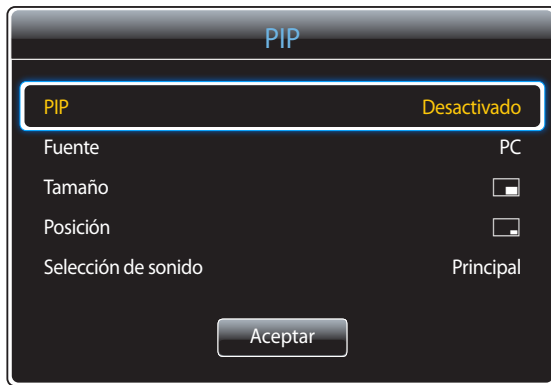 PIP
PIP Desactivado
Fuente PC
Tamaño
Posición
Selección de sonido Principal
Aceptar